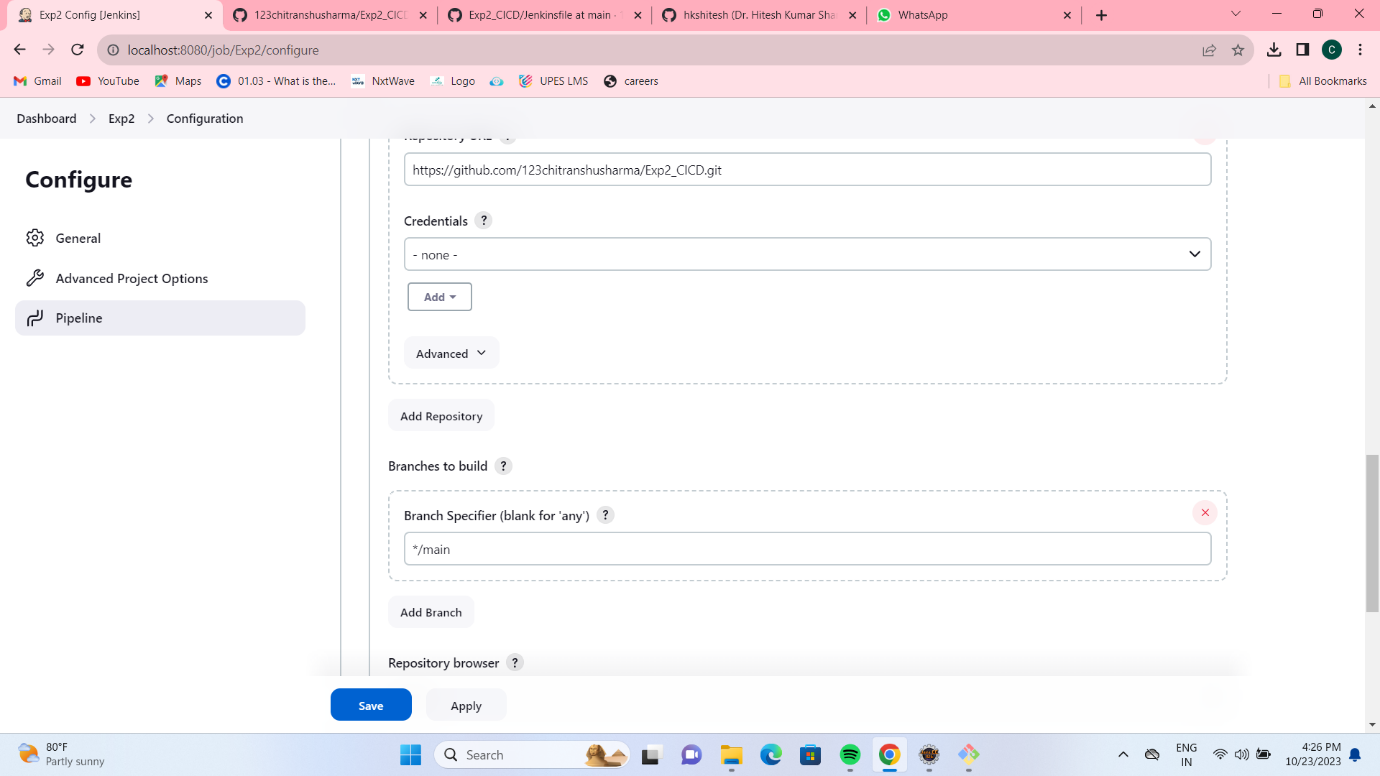 Exp2 Config [Jenkins]
123chitranshusharma/Exp2_CIC
Exp2_CICD/Jenkinsfile at main ·
hkshitesh (Dr. Hitesh Kumar Sha
WhatsApp
localhost:8080/job/Exp2/configure
C
Gmail
YouTube
Maps
01.03 - What is the...
NxtWave
Logo
UPES LMS
careers
All Bookmarks
Dashboard
Exp2
Configuration
Configure
General
Advanced Project Options
Pipeline
https://github.com/123chitranshusharma/Exp2_CICD.git
Credentials ?
- none -
Add
Advanced
Add Repository
Branches to build ?
Branch Specifier (blank for 'any') ?
*/main
Add Branch
Repository browser ?
Save
Apply
80°F
Partly sunny
Search
ENG
IN
4:26 PM
10/23/2023